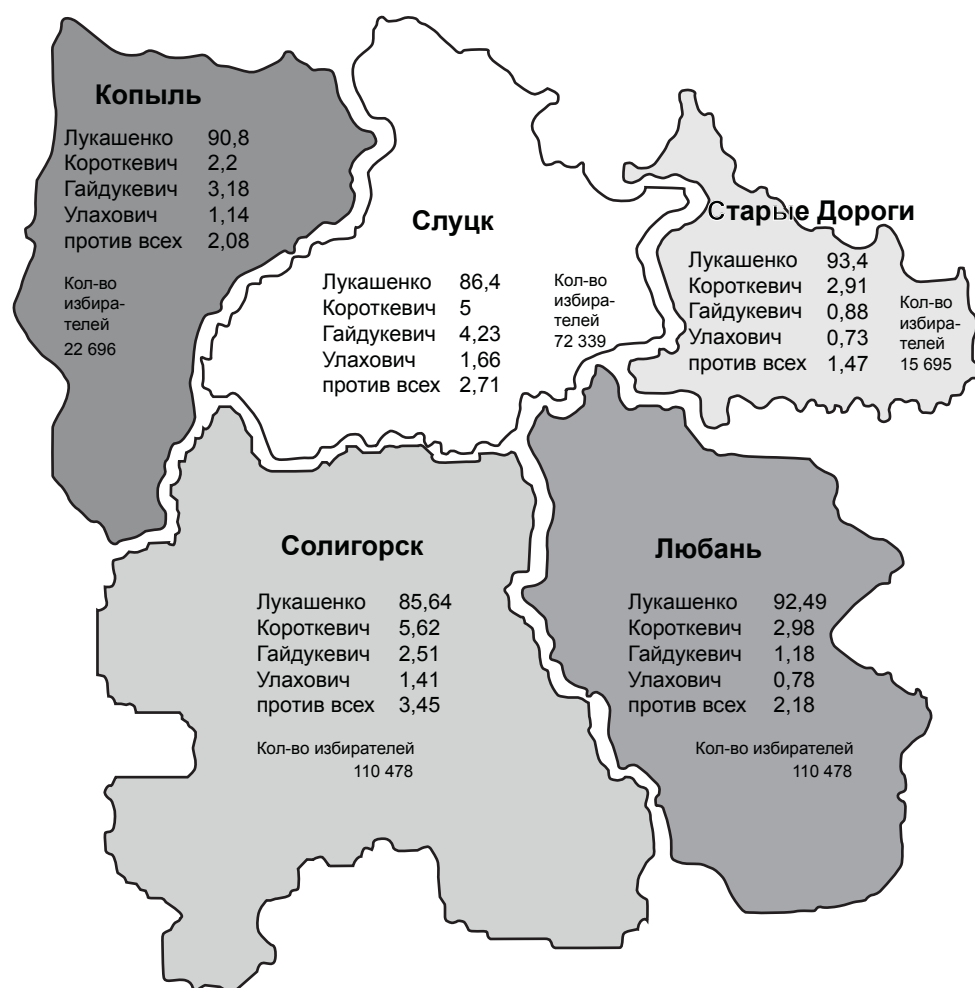 Копыль
Лукашенко 90,8
Короткевич 2,2
Гайдукевич 3,18
Улахович 1,14
против всех 2,08
Кол-во
избира-
телей
22 696
Слуцк
Лукашенко 86,4
Короткевич 5
Гайдукевич 4,23
Улахович 1,66
против всех 2,71
Кол-во
избира-
телей
72 339
Старые Дороги
Лукашенко 93,4
Короткевич 2,91
Гайдукевич 0,88
Улахович 0,73
против всех 1,47
Кол-во
избира-
телей
15 695
Солигорск
Лукашенко 85,64
Короткевич 5,62
Гайдукевич 2,51
Улахович 1,41
против всех 3,45
Кол-во избирателей
110 478
Любань
Лукашенко 92,49
Короткевич 2,98
Гайдукевич 1,18
Улахович 0,78
против всех 2,18
Кол-во избирателей
110 478